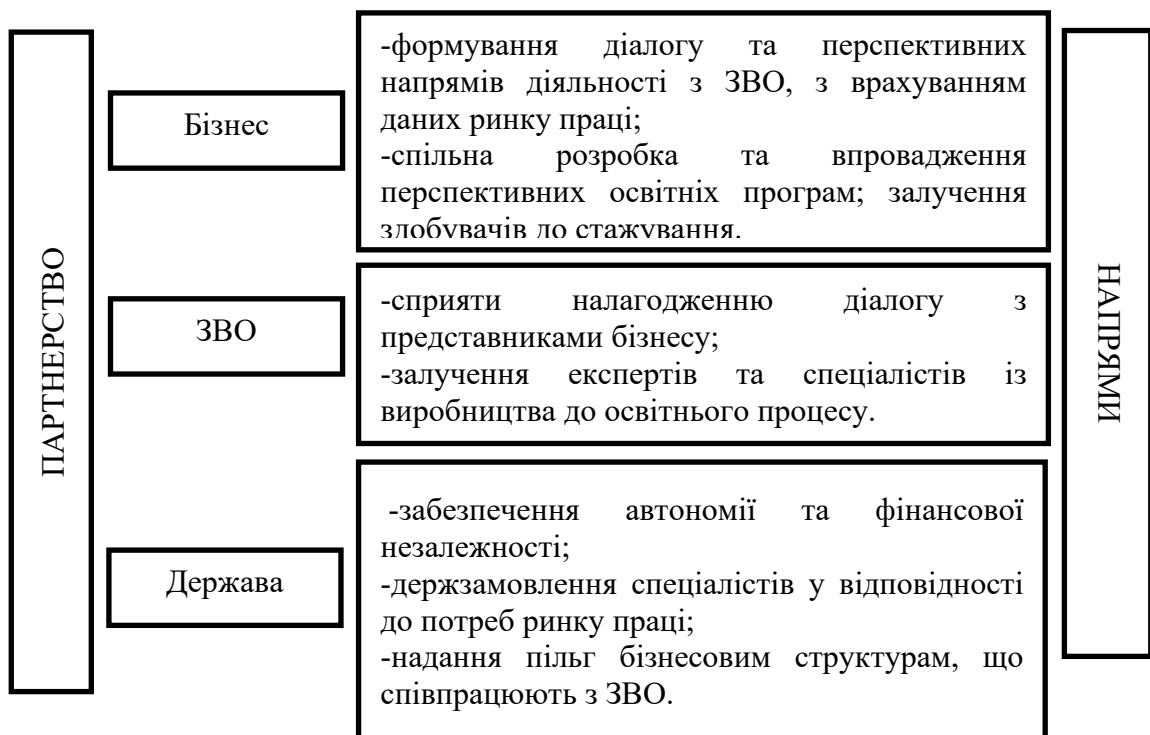 ПАРТНЕРСТВО
Бізнес
-формування діалогу та перспективних
напрямів діяльності з ЗВО, з врахуванням
даних ринку праці;
-спільна розробка та впровадження
перспективних освітніх програм; залучення
здобувачів до стажування.
ЗВО
-сприяти налагодженню діалогу з
представниками бізнесу;
-залучення експертів та спеціалістів із
виробництва до освітнього процесу.
Держава
-забезпечення автономії та фінансової
незалежності;
-держзамовлення спеціалістів у відповідності
до потреб ринку праці;
-надання пільг бізнесовим структурам, що
співпрацюють з ЗВО.
НАПРЯМИ